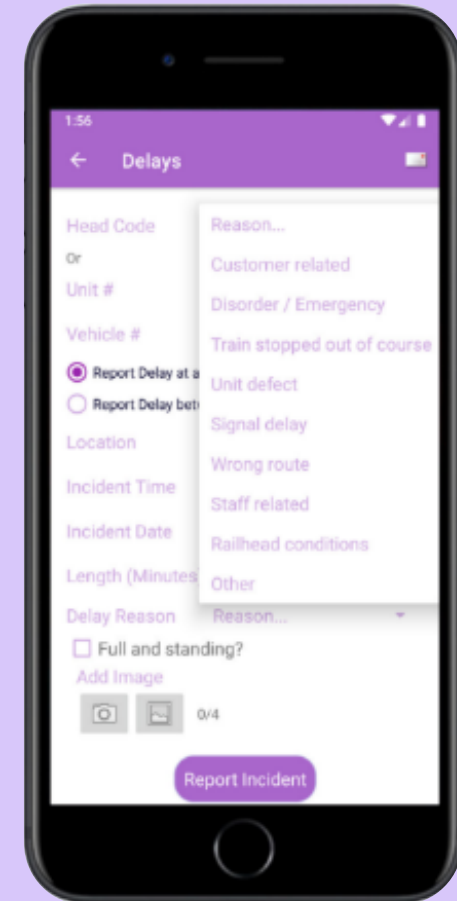 1:56
Delays
Head Code
Or
Unit #
Vehicle #
Report Delay at a
Report Delay bet
Location
Incident Time
Incident Date
Length (Minutes
Reason...
Customer related
Disorder / Emergency
Train stopped out of course
Unit defect
Signal delay
Wrong route
Staff related
Railhead conditions
Other
Delay Reason Reason...
Full and standing?
Add Image
0/4
Report Incident